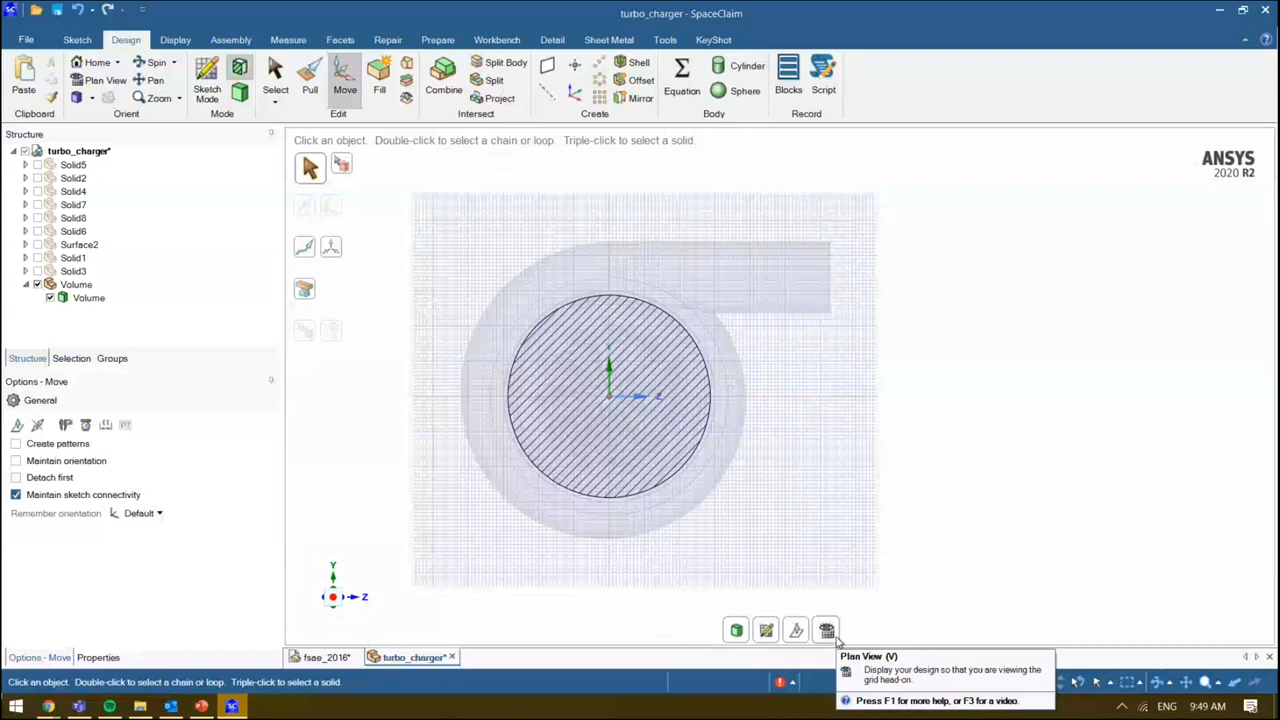 turbo_charger - SpaceClaim
File Sketch Design Display Assembly Measure Facets Repair Prepare Workbench Detail Sheet Metal Tools KeyShot
Paste
Clipboard
Home
Spin
Plan View
Pan
Zoom
Orient
Sketch
Mode
Mode
Select
Pull
Move
Fill
Edit
Combine
Split Body
Split
Project
Intersect
Shell
Offset
Mirror
Create
Equation
Cylinder
Sphere
Body
Blocks
Script
Record
Structure
turbo_charger*
Solid5
Solid2
Solid4
Solid7
Solid8
Solid6
Surface2
Solid1
Solid3
Volume
Volume
Structure Selection Groups
Options - Move
General
Create patterns
Maintain orientation
Detach first
Maintain sketch connectivity
Remember orientation Default
Options - Move Properties
Click an object. Double-click to select a chain or loop. Triple-click to select a solid.
ANSYS
2020 R2
Y
Z
Y
Z
fsae_2016*
turbo_charger*
Plan View (V)
Display your design so that you are viewing the
grid head-on.
Press F1 for more help, or F3 for a video.
Click an object. Double-click to select a chain or loop. Triple-click to select a solid.
ENG 9:49 AM